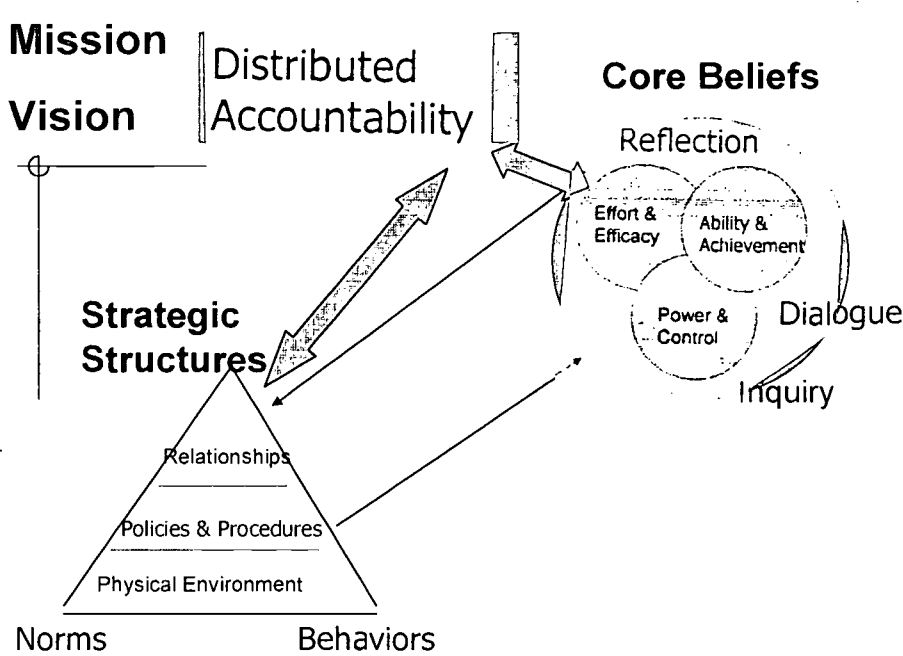 Mission
Vision
Distributed
Accountability
Core Beliefs
Reflection
Effort &
Efficacy
Ability &
Achievement
Power &
Control
Dialogue
Inquiry
Strategic
Structures
Relationships
Policies & Procedures
Physical Environment
Norms
Behaviors